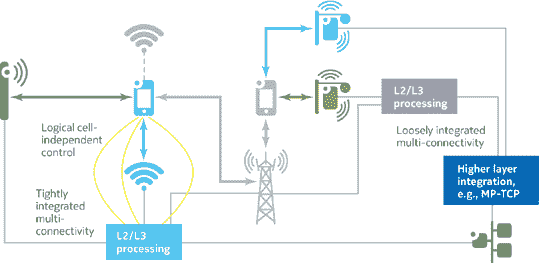 L2/L3
processing
Logical cell-
independent
control
Loosely integrated
multi-connectivity
Higher layer
integration,
e.g., MP-TCP
Tightly
integrated
multi-
connectivity
L2/L3
processing